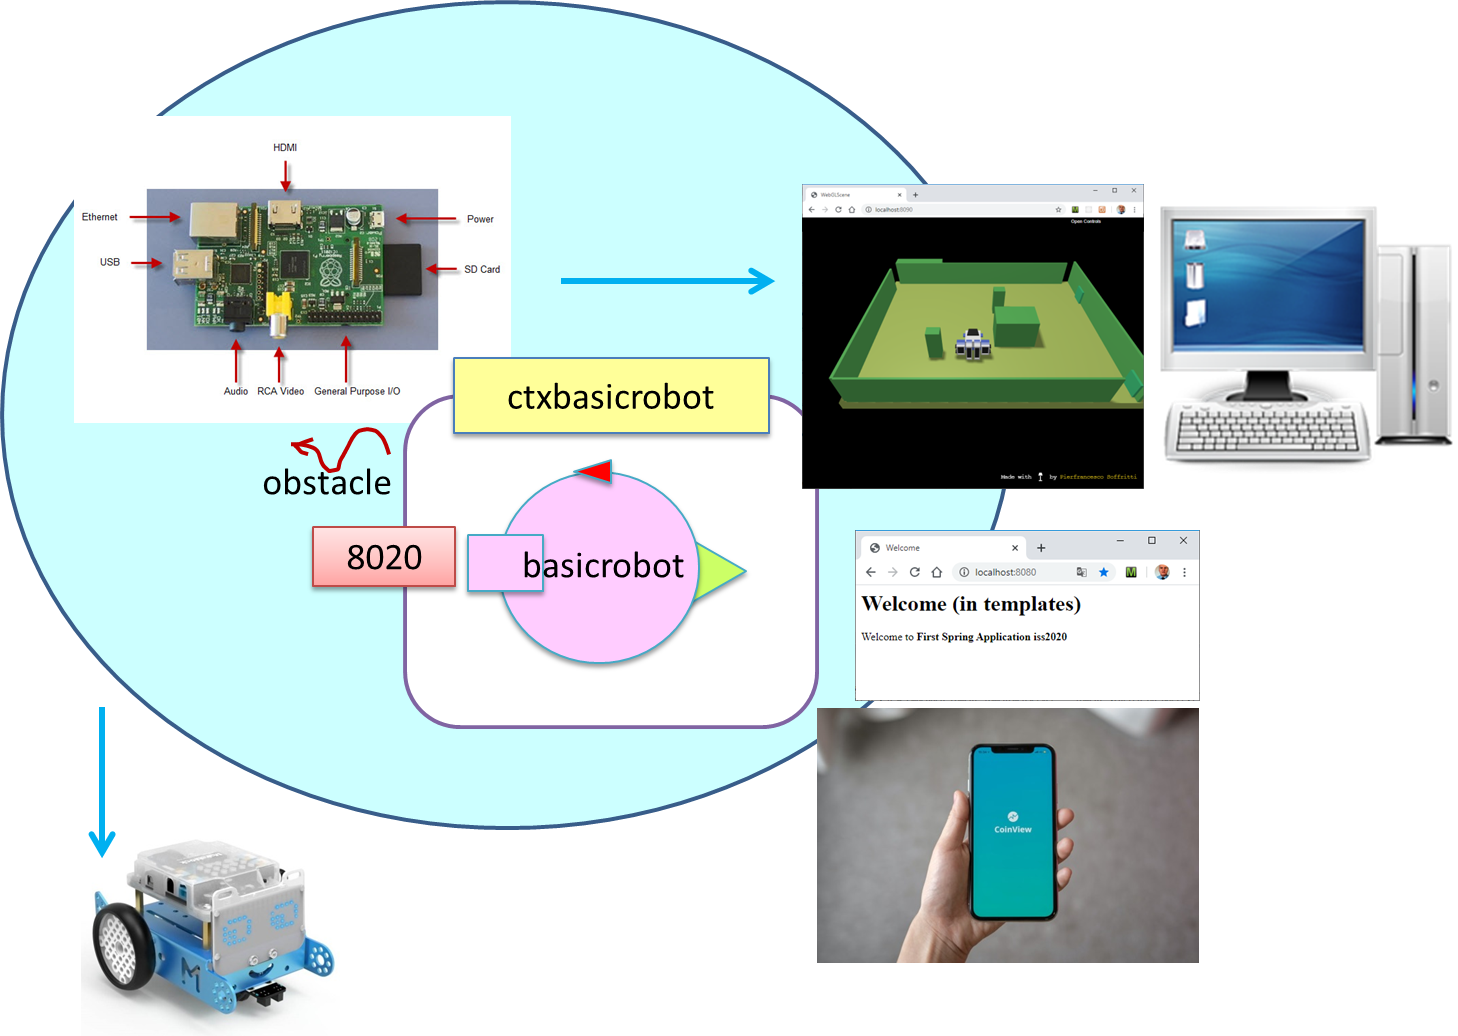 HDMI
Ethernet
Power
USB
SD Card
Audio
RCA Video
General Purpose I/O
WebGLScene
localhost:8090
Open Controls
Made with by Pierfrancesco Soffritti
ctxbasicrobot
obstacle
8020
basicrobot
Welcome
localhost:8080
Welcome (in templates)
Welcome to First Spring Application iss2020
CoinView